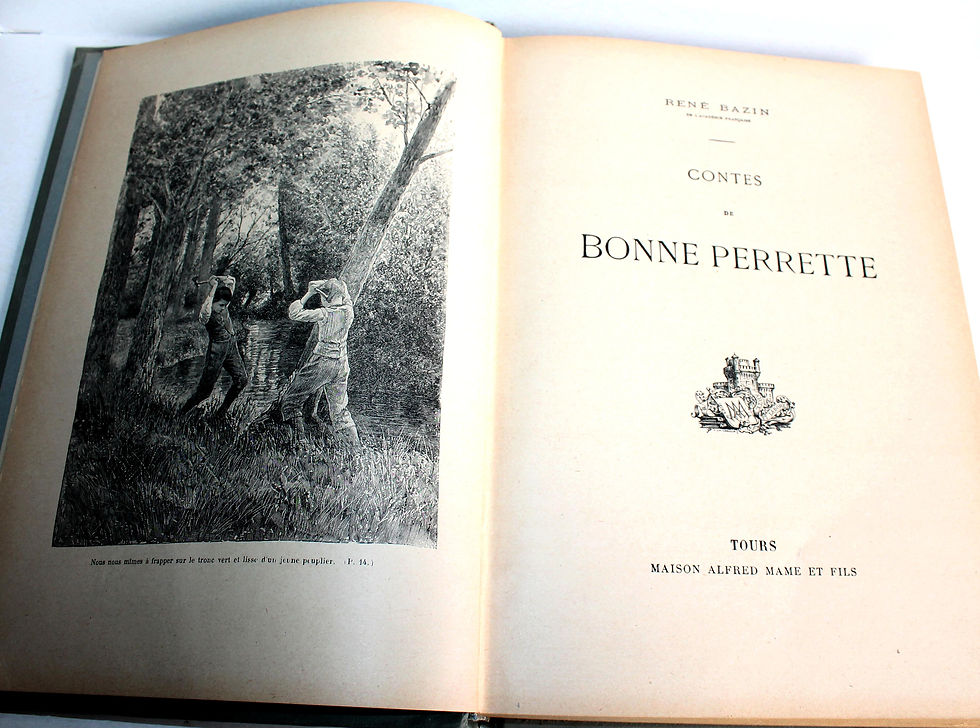 Nous nous mîmes à frapper sur le tronc vert et lisse d'un jeune peuplier. (P. 14.)
RENÉ BAZIN
DE L'ACADÉMIE FRANÇAISE
CONTES
DE
BONNE PERRETTE
TOURS
MAISON ALFRED MAME ET FILS